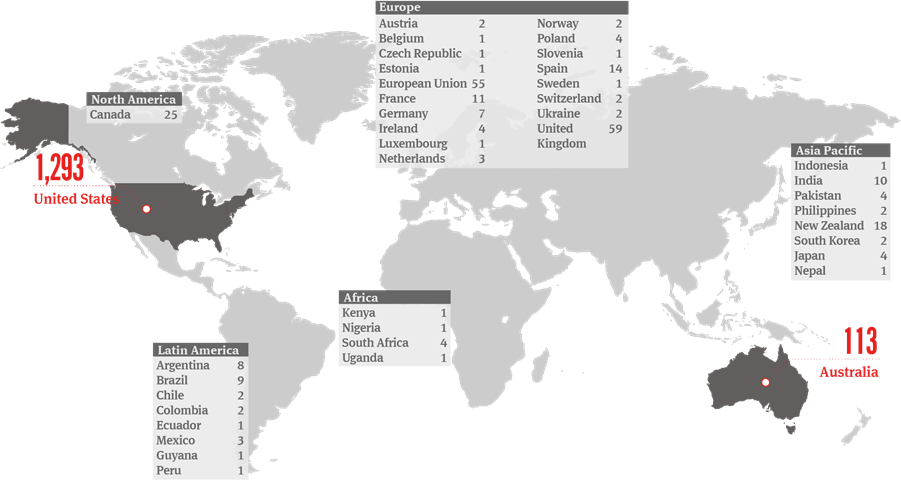 Europe
Austria 2
Belgium 1
Czech Republic 1
Estonia 1
European Union 55
France 11
Germany 7
Ireland 4
Luxembourg 1
Netherlands 3
Norway 2
Poland 4
Slovenia 1
Spain 14
Sweden 1
Switzerland 2
Ukraine 2
United 59
Kingdom
North America
Canada 25
1,293
United States
Asia Pacific
Indonesia 1
India 10
Pakistan 4
Philippines 2
New Zealand 18
South Korea 2
Japan 4
Nepal 1
Africa
Kenya 1
Nigeria 1
South Africa 4
Uganda 1
113
Australia
Latin America
Argentina 8
Brazil 9
Chile 2
Colombia 2
Ecuador 1
Mexico 3
Guyana 1
Peru 1